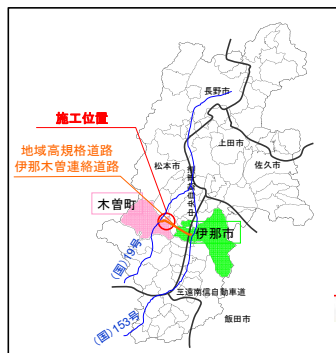 長野市
施工位置
上田市
地域高規格道路
伊那木曽連絡道路
松本市
佐久市
木曽町
伊那市
(国)19号
三遠南信自動車道
(国)153号
飯田市